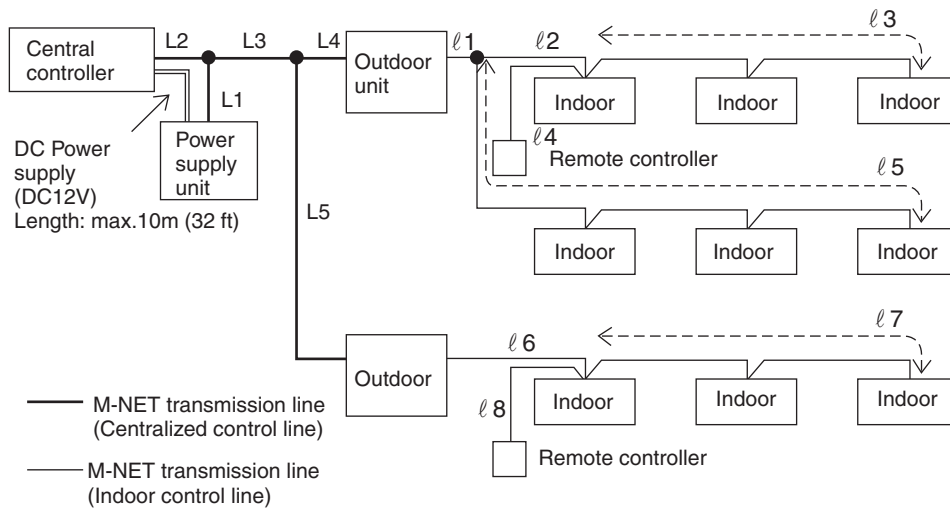 Central
controller
L2
L3
L4
L1
Power
supply
unit
DC Power
supply
(DC12V)
Length: max.10m (32 ft)
L5
Outdoor
unit
ℓ1
ℓ2
ℓ3
Indoor
Indoor
Indoor
ℓ4
Remote controller
ℓ5
Indoor
Indoor
Indoor
Outdoor
ℓ6
ℓ7
Indoor
Indoor
Indoor
ℓ8
Remote controller
M-NET transmission line
(Centralized control line)
M-NET transmission line
(Indoor control line)